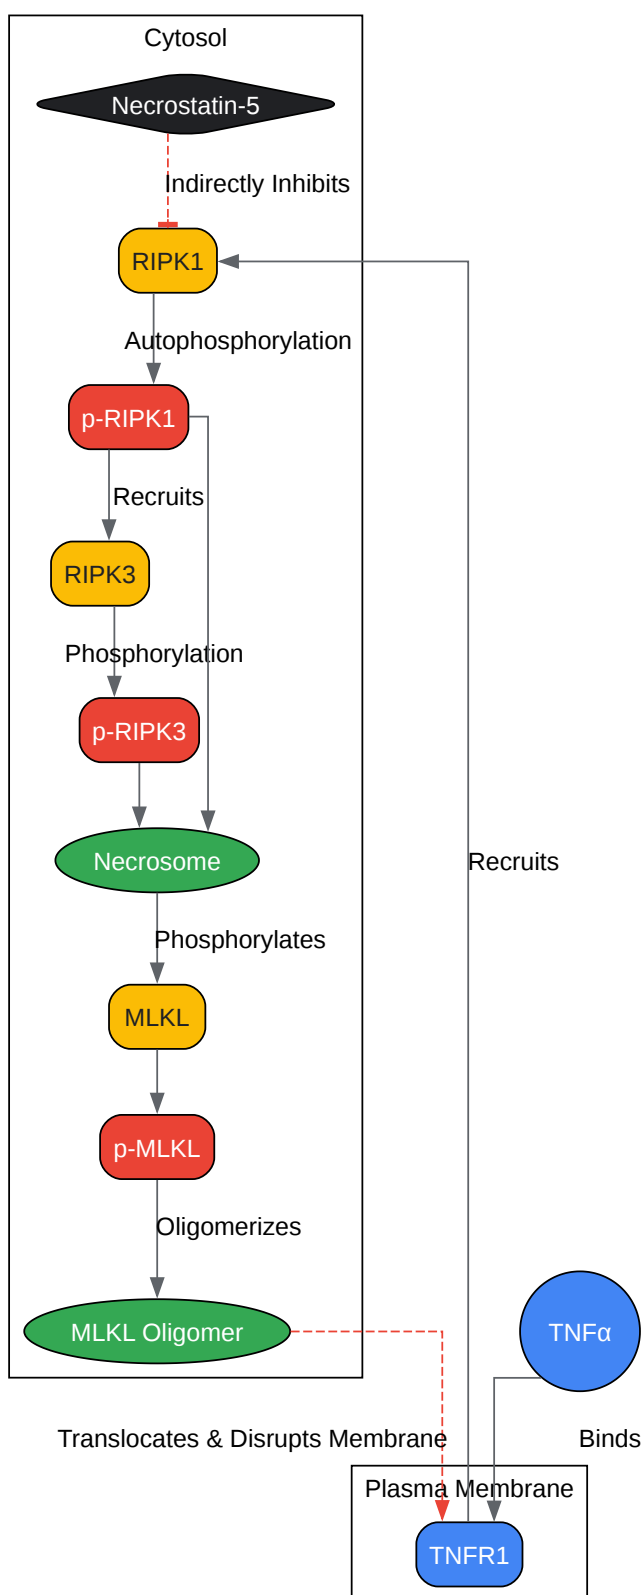 Cytosol
Necrostatin-5
Indirectly Inhibits
RIPK1
Autophosphorylation
p-RIPK1
Recruits
RIPK3
Phosphorylation
p-RIPK3
Necrosome
Recruits
Phosphorylates
MLKL
p-MLKL
Oligomerizes
MLKL Oligomer
TNFα
Translocates & Disrupts Membrane
Binds
Plasma Membrane
TNFR1